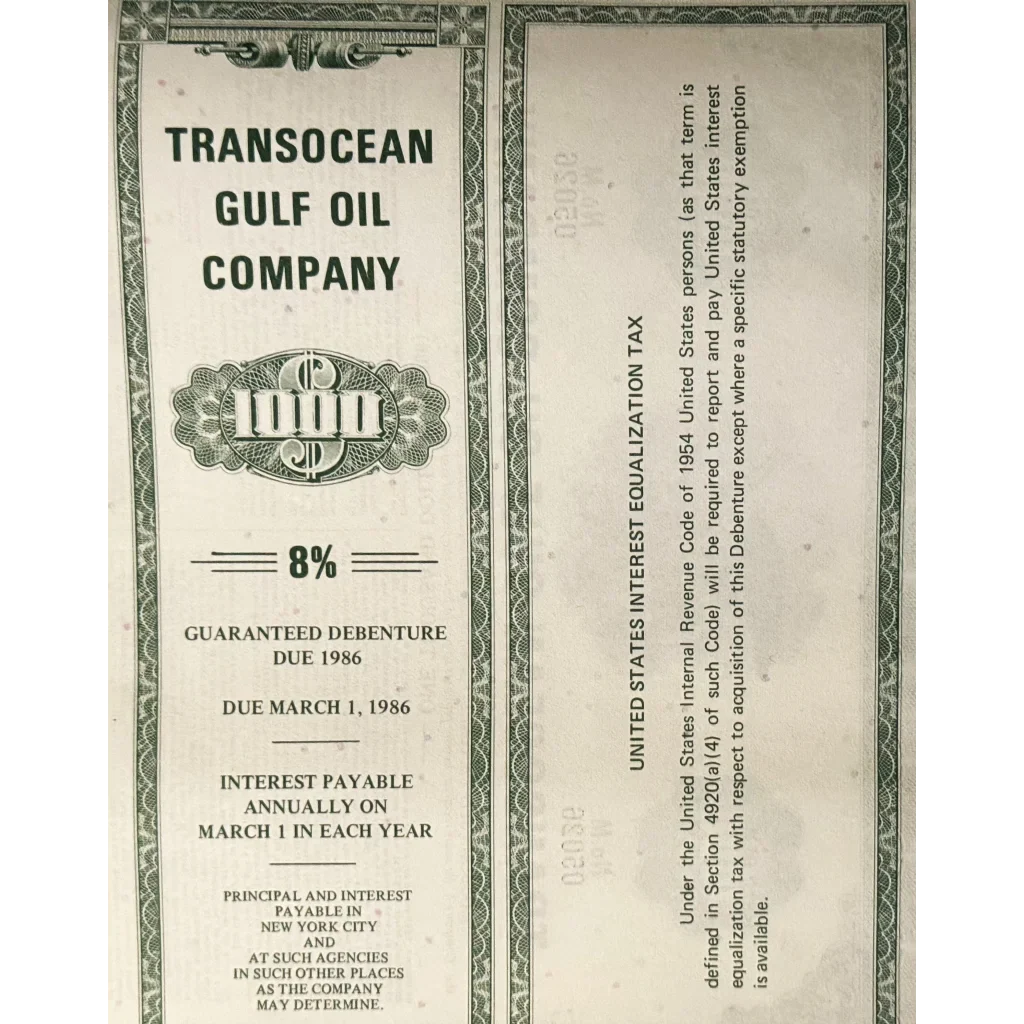 TRANSOCEAN
GULF OIL
COMPANY
$
1000
8%
GUARANTEED DEBENTURE
DUE 1986
DUE MARCH 1, 1986
INTEREST PAYABLE
ANNUALLY ON
MARCH 1 IN EACH YEAR
PRINCIPAL AND INTEREST
PAYABLE IN
NEW YORK CITY
AND
AT SUCH AGENCIES
IN SUCH OTHER PLACES
AS THE COMPANY
MAY DETERMINE.
UNITED STATES INTEREST EQUALIZATION TAX
Under the United States Internal Revenue Code of 1954 United States persons (as that term is
defined in Section 4920(a)(4) of such Code) will be required to report and pay United States interest
equalization tax with respect to acquisition of this Debenture except where a specific statutory exemption
is available.